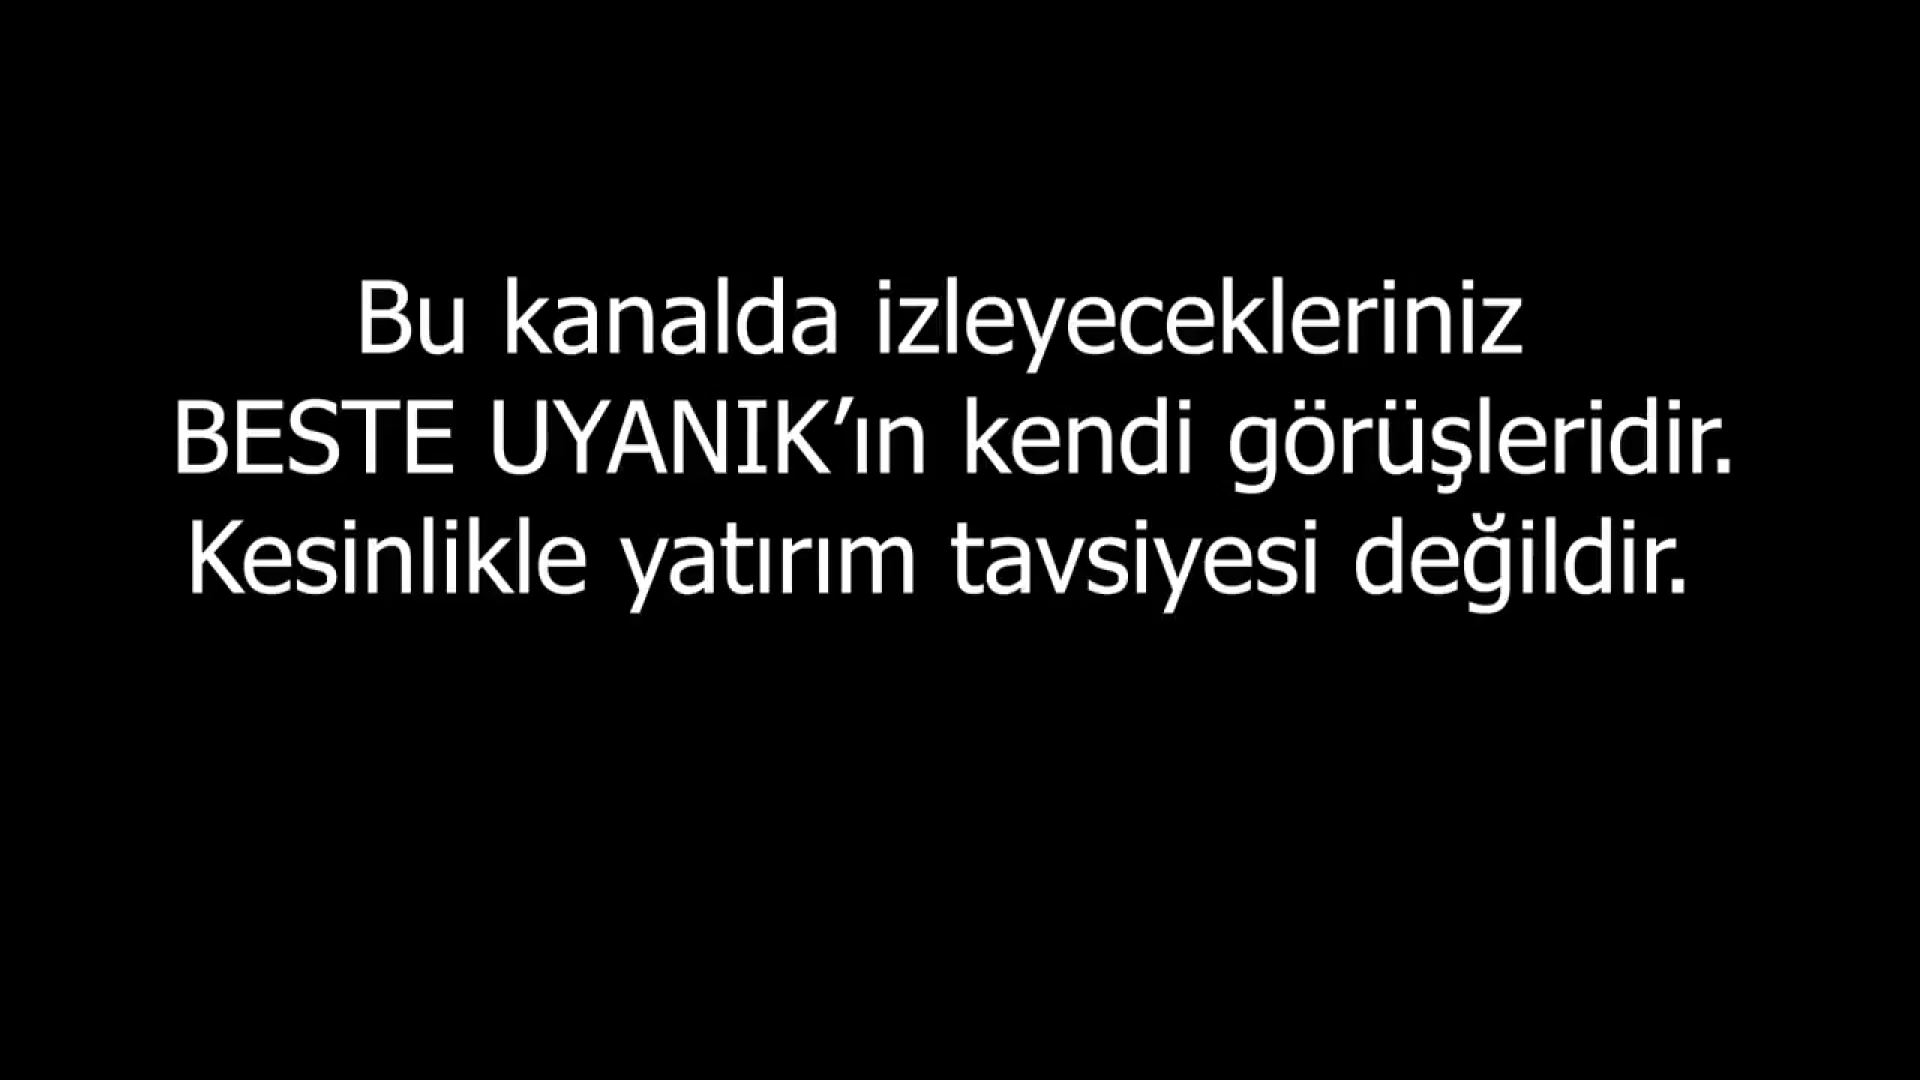 Bu kanalda izleyecekleriniz
BESTE UYANIK’ın kendi görüşleridir.
Kesinlikle yatırım tavsiyesi değildir.